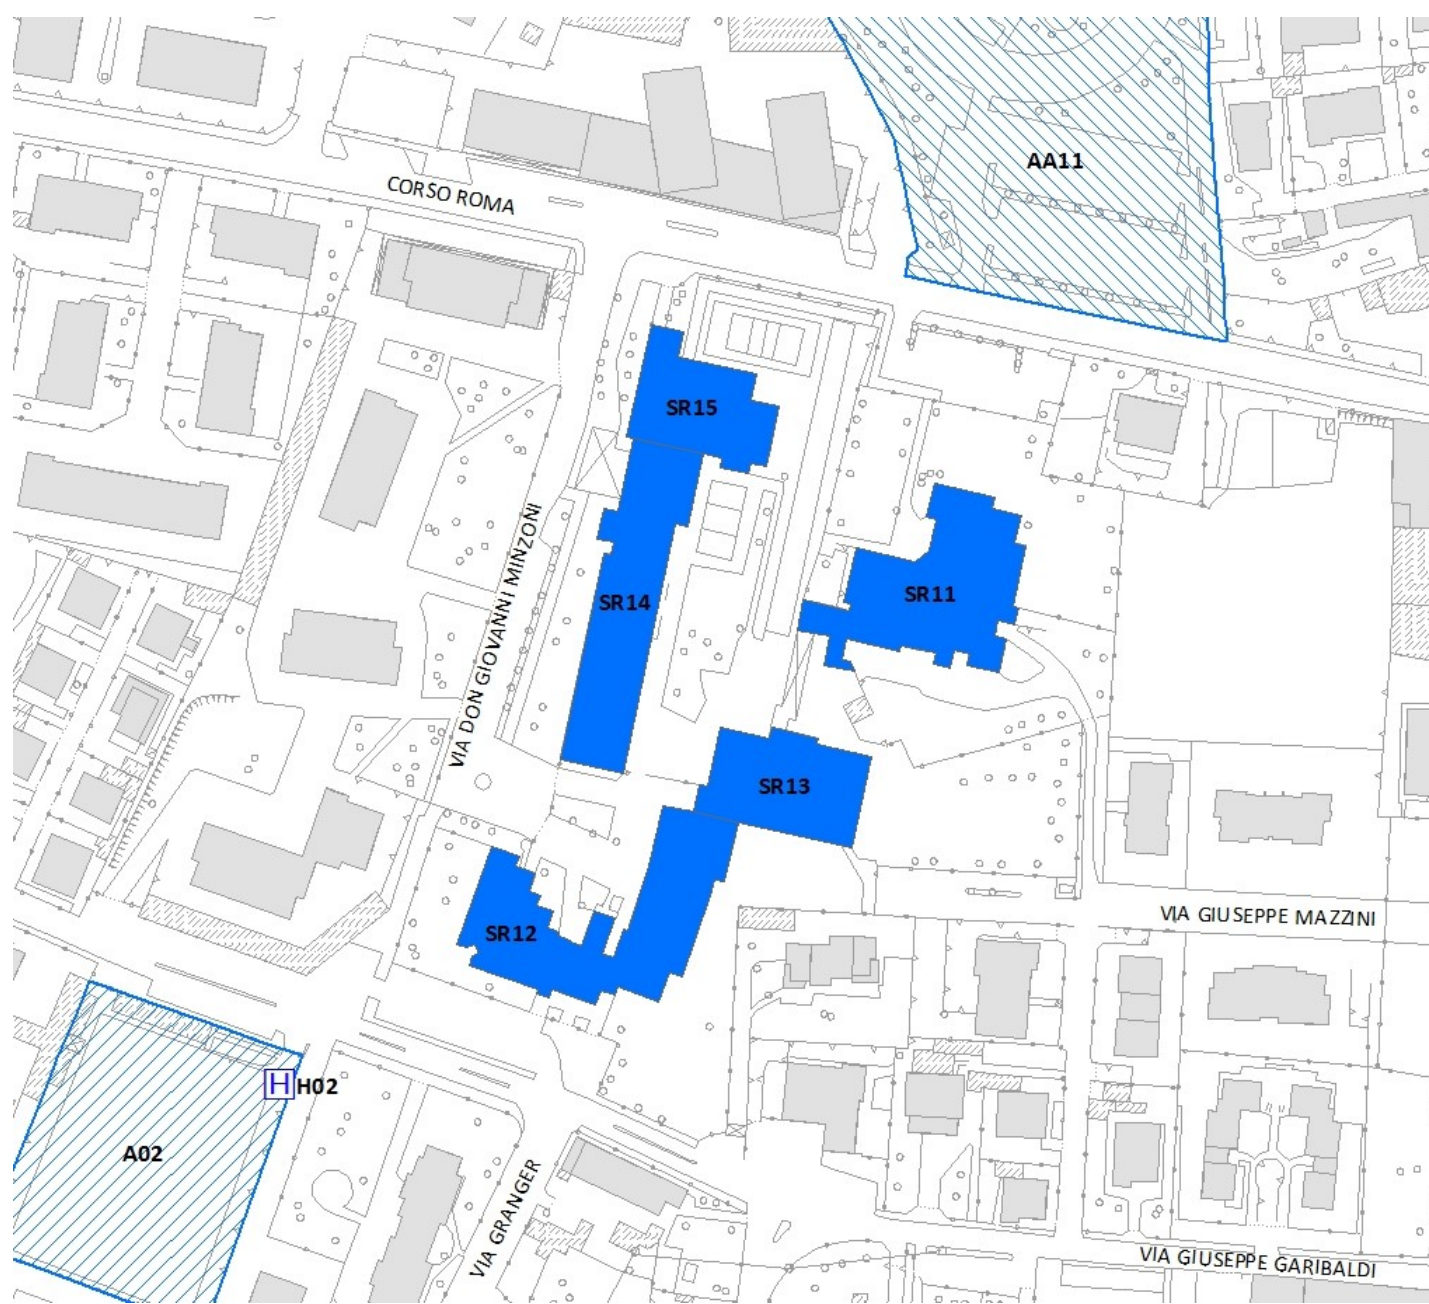 AA11
CORSO ROMA
SR15
SR11
SR14
VIA DON GIOVANNI MINZONI
SR13
VIA GIUSEPPE MAZZINI
SR12
H H02
A02
VIA GRANGER
VIA GIUSEPPE GARIBALDI